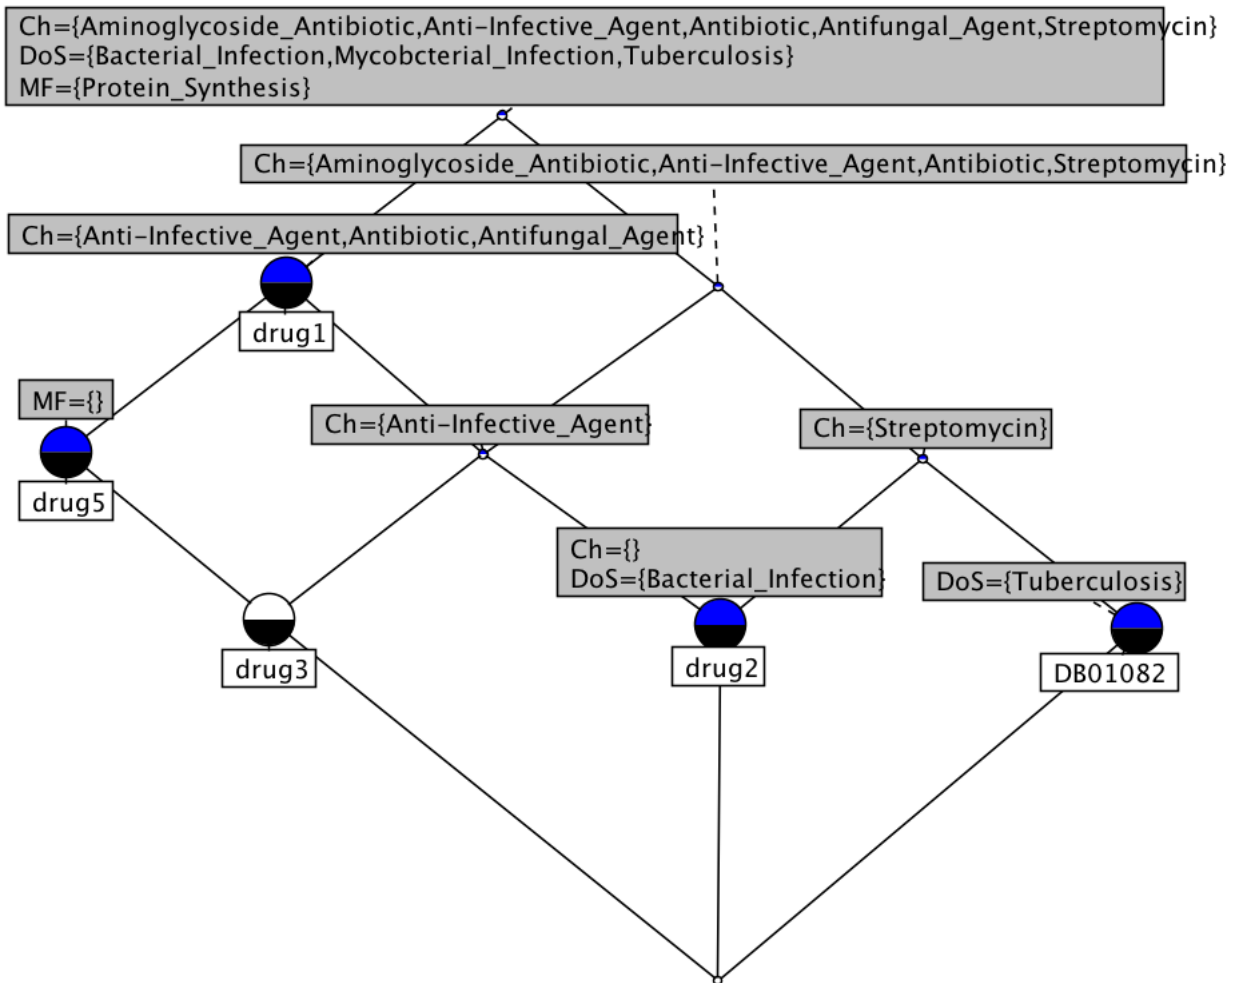 Ch={Aminoglycoside_Antibiotic,Anti-Infective_Agent,Antibiotic,Antifungal_Agent,Streptomycin}
DoS={Bacterial_Infection,Mycobcterial_Infection,Tuberculosis}
MF={Protein_Synthesis}
Ch={Aminoglycoside_Antibiotic,Anti-Infective_Agent,Antibiotic,Streptomycin}
Ch={Anti-Infective_Agent,Antibiotic,Antifungal_Agent}
drug1
MF={}
Ch={Anti-Infective_Agent}
Ch={Streptomycin}
drug5
Ch={}
DoS={Bacterial_Infection}
DoS={Tuberculosis}
drug3
drug2
DB01082